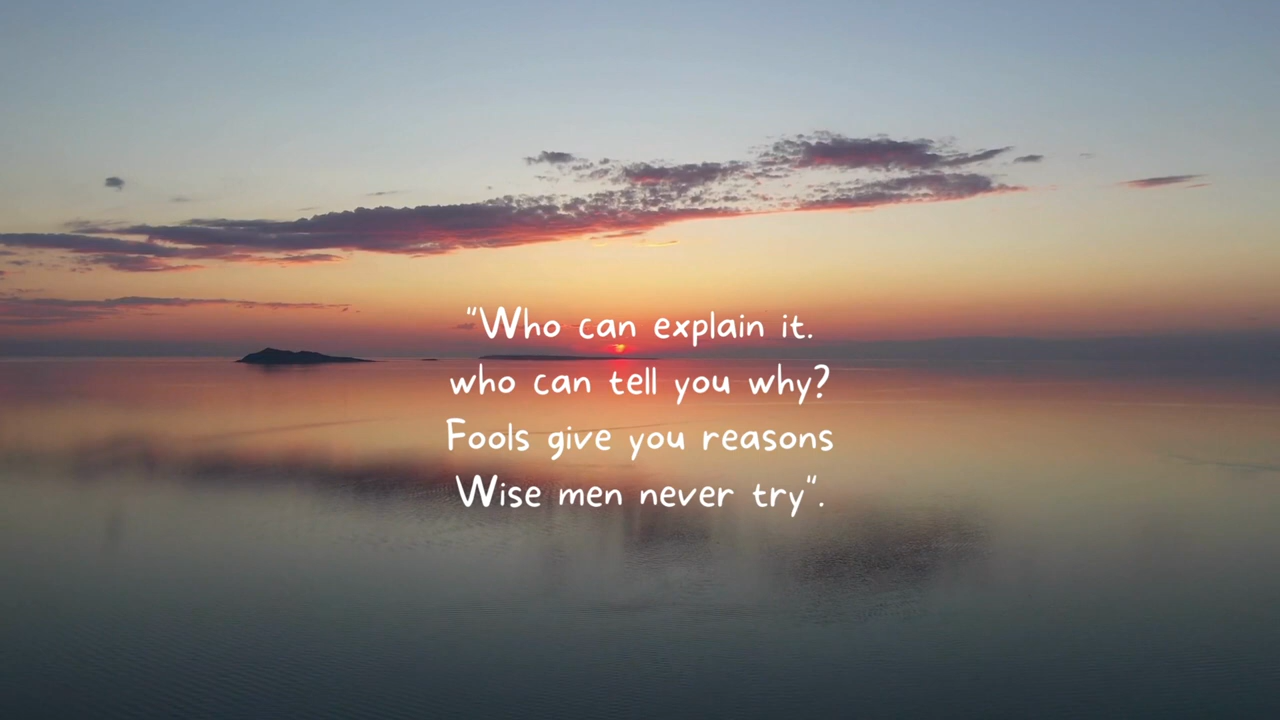 "Who can explain it.
who can tell you why?
Fools give you reasons
Wise men never try".